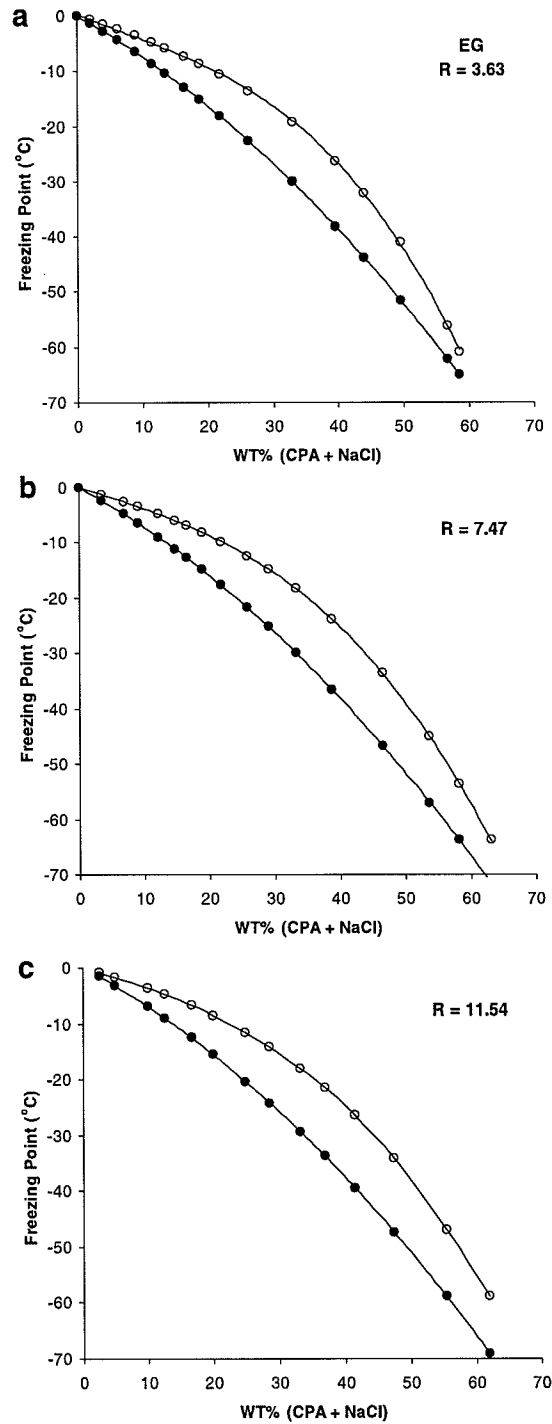 a
EG
R = 3.63
0
-10
-20
-30
-40
-50
-60
-70
Freezing Point (°C)
0 10 20 30 40 50 60 70
WT% (CPA + NaCl)
b
R = 7.47
0
-10
-20
-30
-40
-50
-60
-70
Freezing Point (°C)
0 10 20 30 40 50 60 70
WT% (CPA + NaCl)
c
R = 11.54
0
-10
-20
-30
-40
-50
-60
-70
Freezing Point (°C)
0 10 20 30 40 50 60 70
WT% (CPA + NaCl)